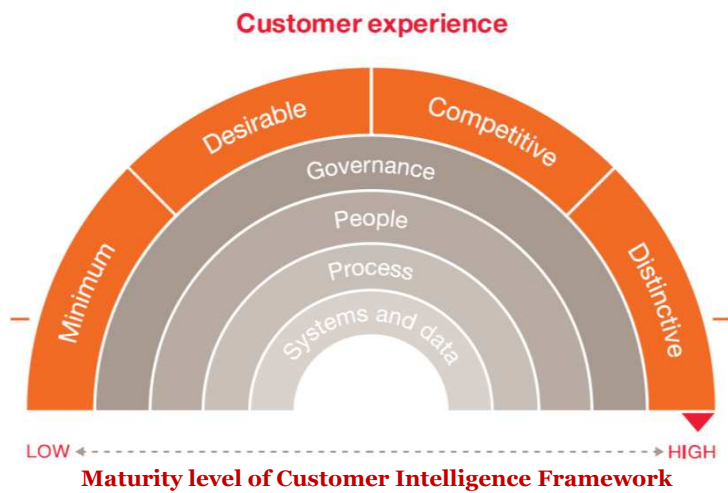 Customer experience
Minimum
Desirable
Competitive
Distinctive
Governance
People
Process
Systems and data
LOW
HIGH
Maturity level of Customer Intelligence Framework